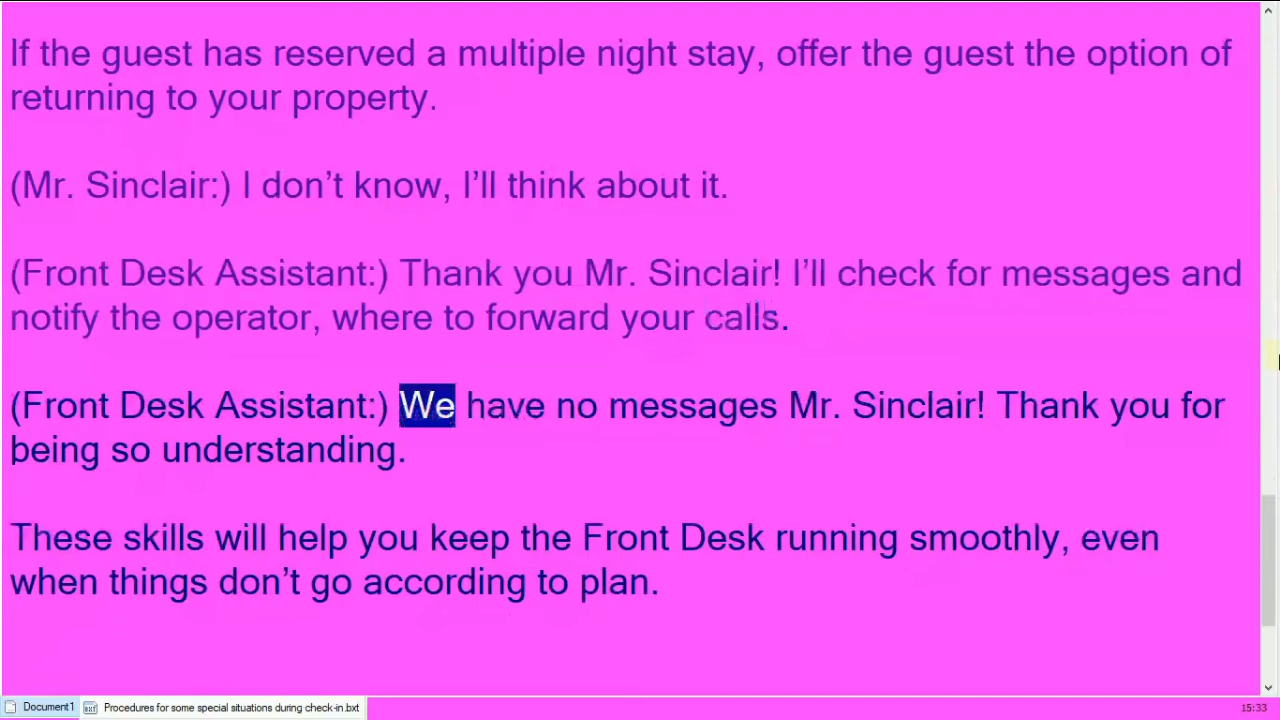 If the guest has reserved a multiple night stay, offer the guest the option of
returning to your property.
(Mr. Sinclair:) I don’t know, I’ll think about it.
(Front Desk Assistant:) Thank you Mr. Sinclair! I’ll check for messages and
notify the operator, where to forward your calls.
(Front Desk Assistant:) We have no messages Mr. Sinclair! Thank you for
being so understanding.
These skills will help you keep the Front Desk running smoothly, even
when things don’t go according to plan.
Document1
Procedures for some special situations during check-in.bxt
15:33